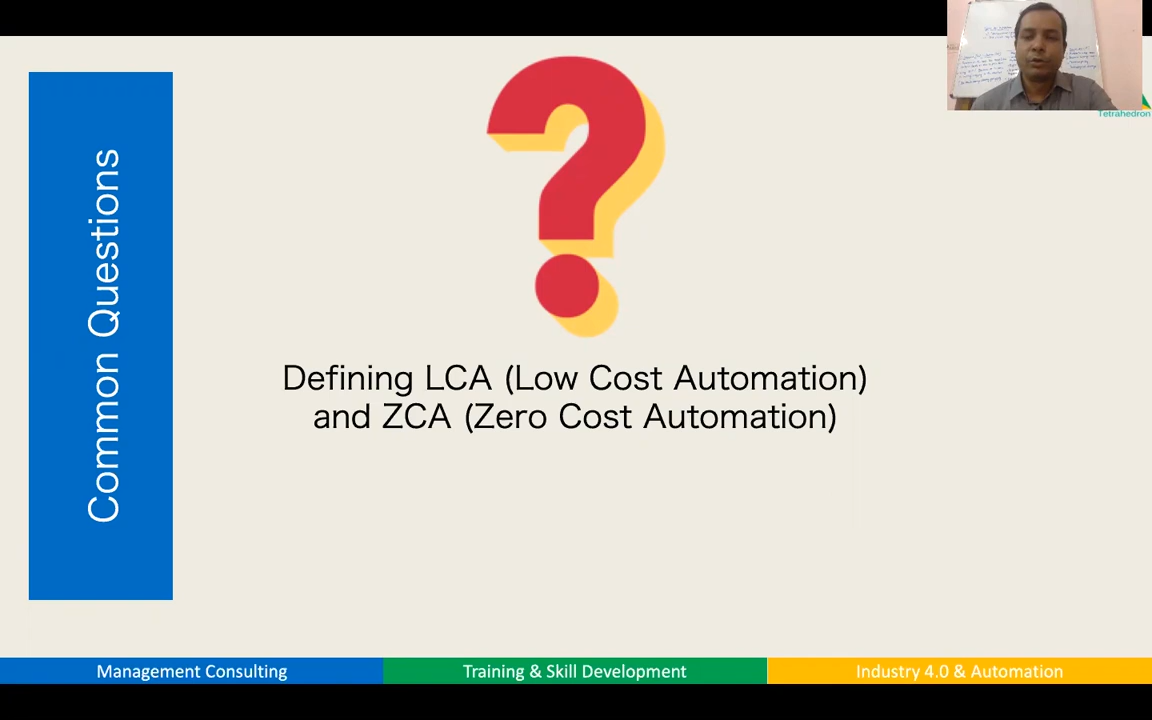 Common Questions
Tetrahedron
Defining LCA (Low Cost Automation)
and ZCA (Zero Cost Automation)
Management Consulting
Training & Skill Development
Industry 4.0 & Automation